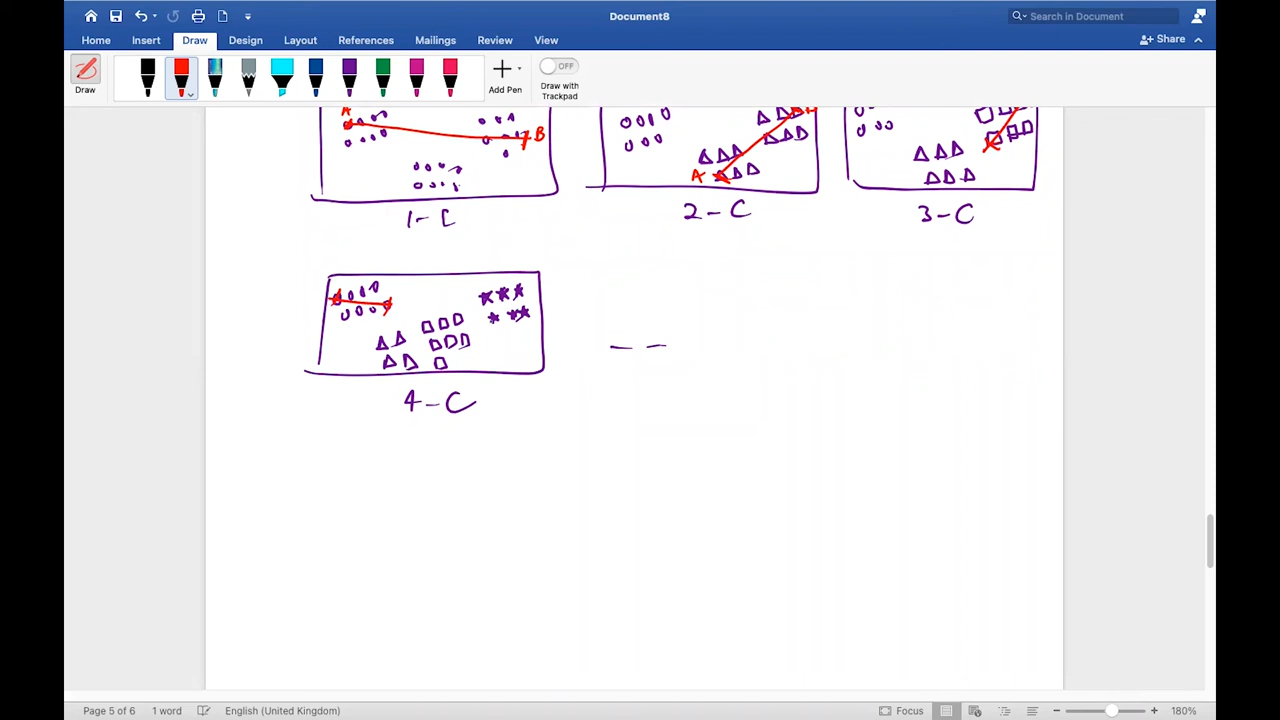 Document8
Search in Document
Home Insert Draw Design Layout References Mailings Review View
Share
OFF
Draw
Add Pen
Draw with
Trackpad
A
B
A
1-C
2-C
3-C
4-C
Page 5 of 6 1 word English (United Kingdom) Focus 180%